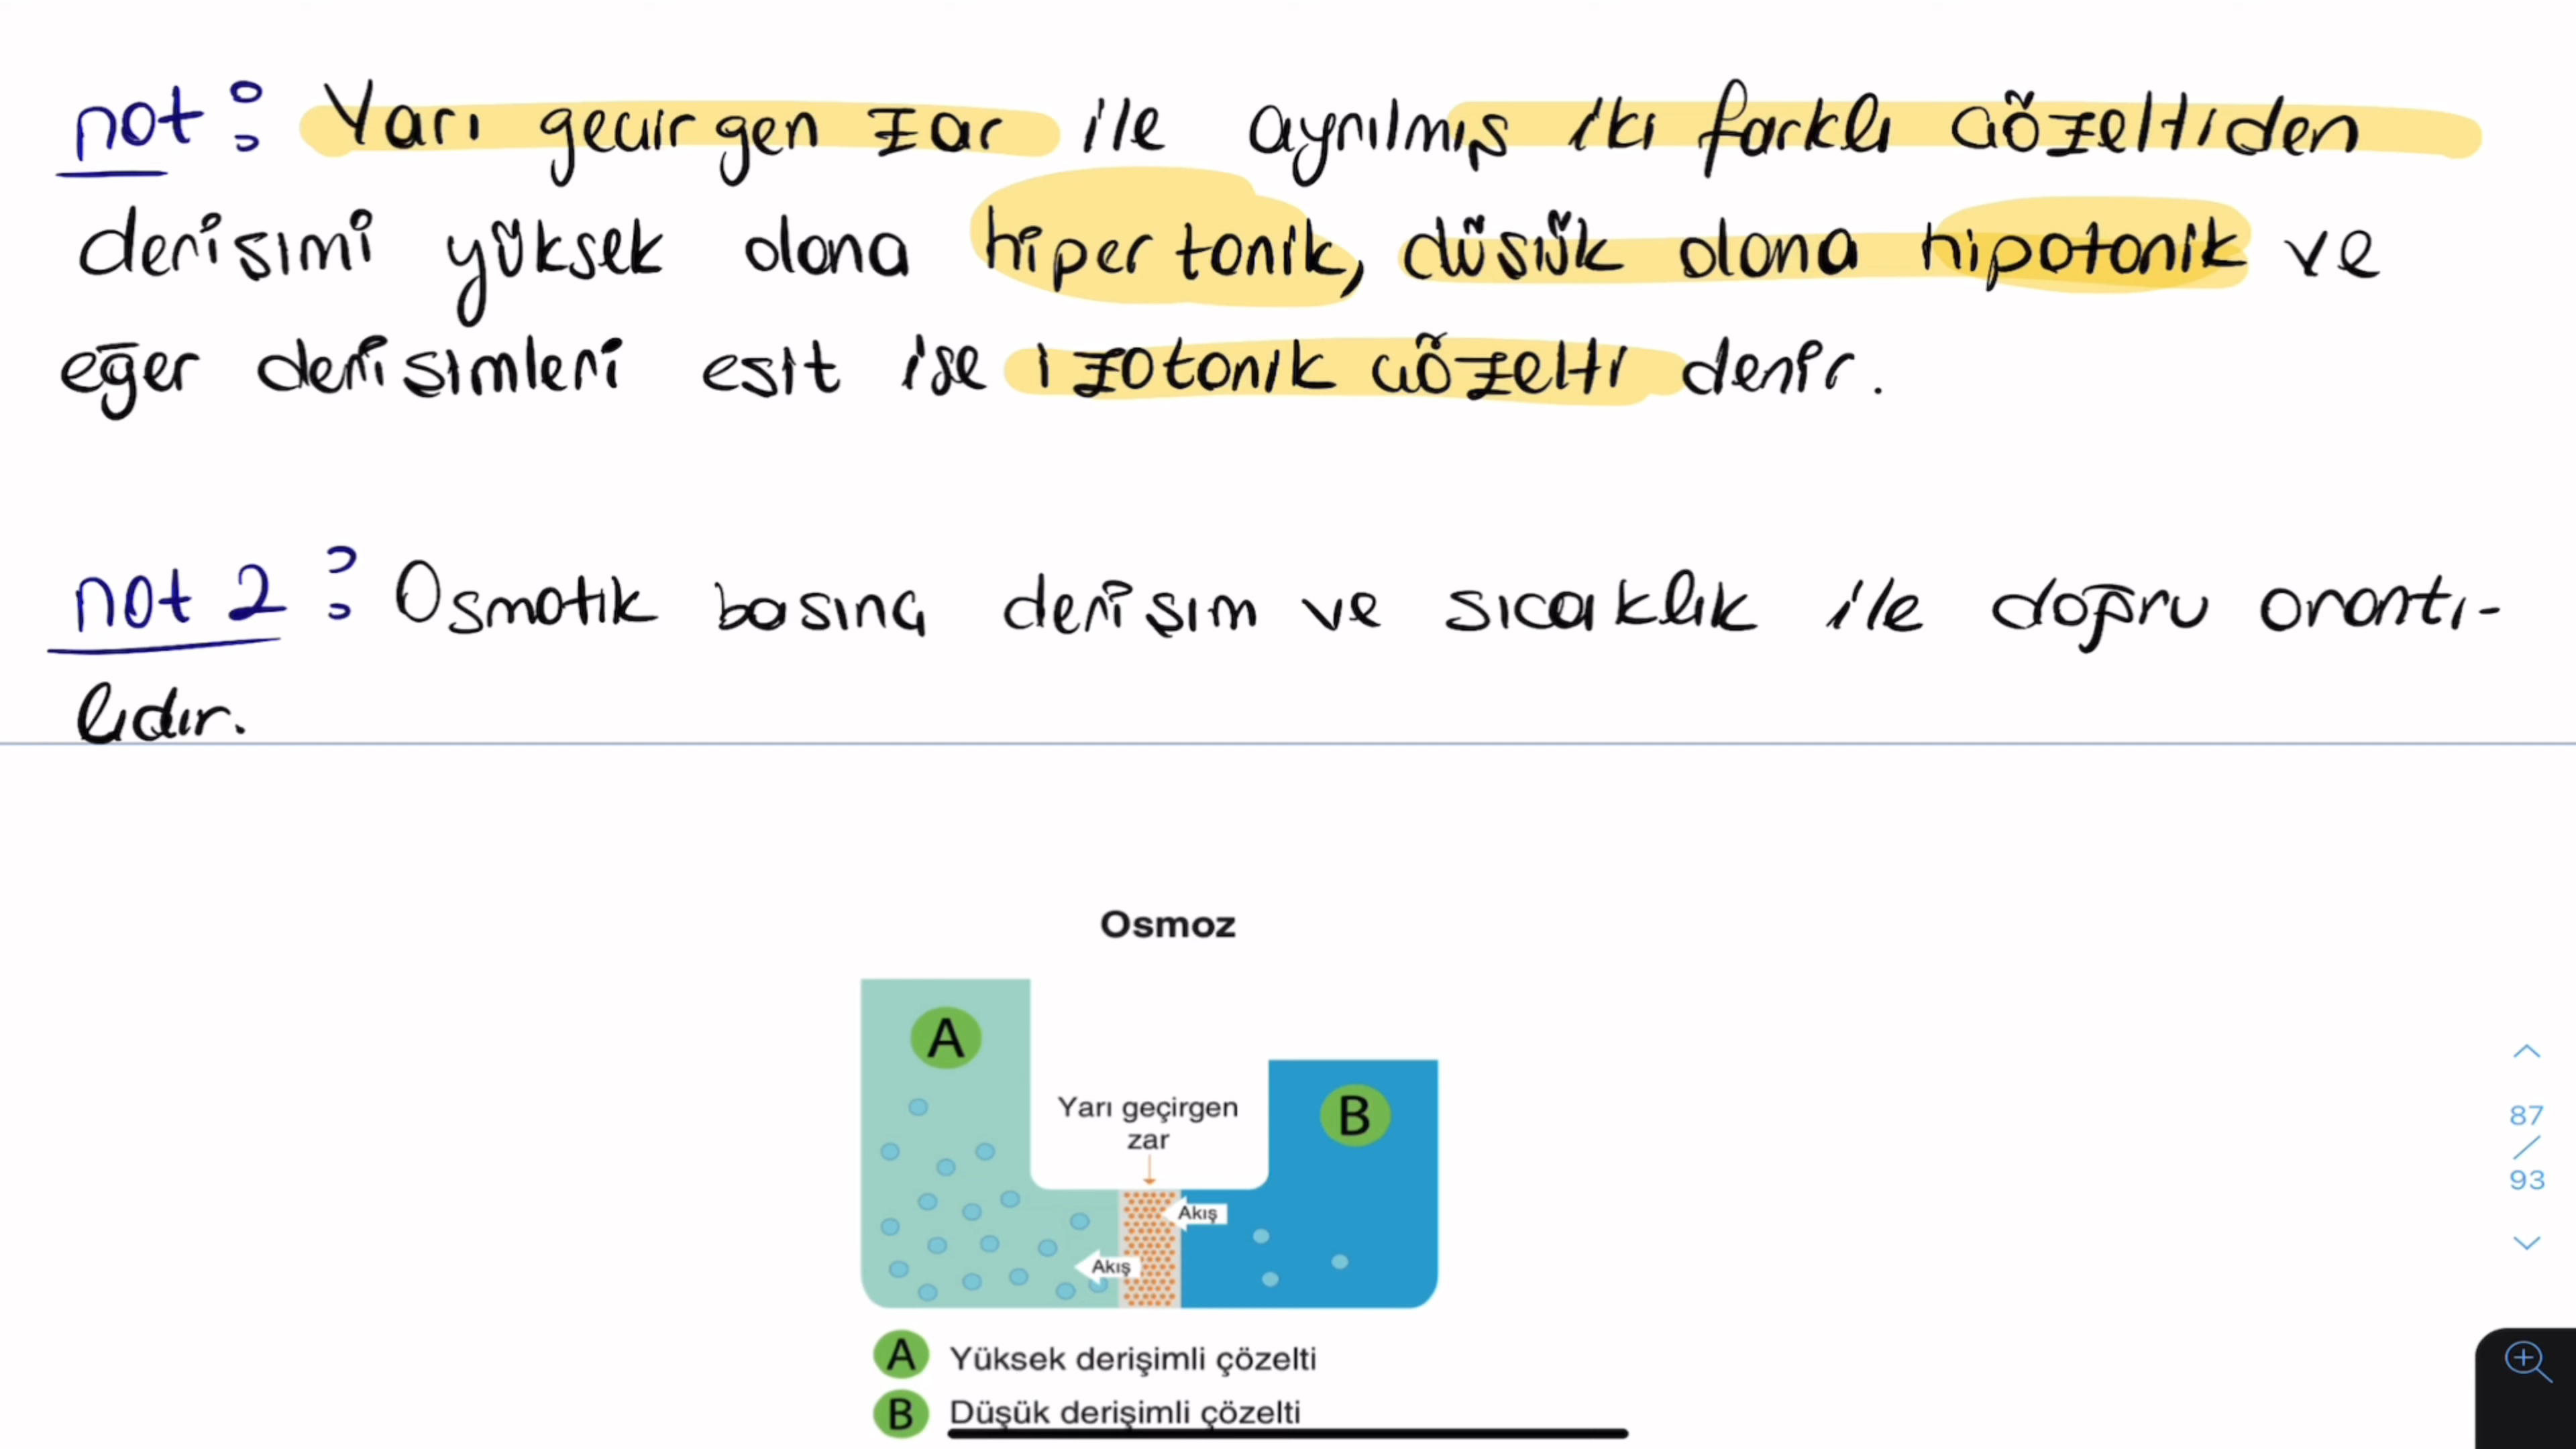 not: Yarı geçirgen zar ile ayrılmış iki farklı çözeltiden
derişimi yüksek olana hipertonik, düşük olana hipotonik ve
eğer derişimleri eşit ise izotonik çözelti denir.
not 2: Osmotik basınç derişim ve sıcaklık ile doğru orantı-
lıdır.
Osmoz
A
B
Yarı geçirgen
zar
Akış
Akış
A Yüksek derişimli çözelti
B Düşük derişimli çözelti
87
/
93